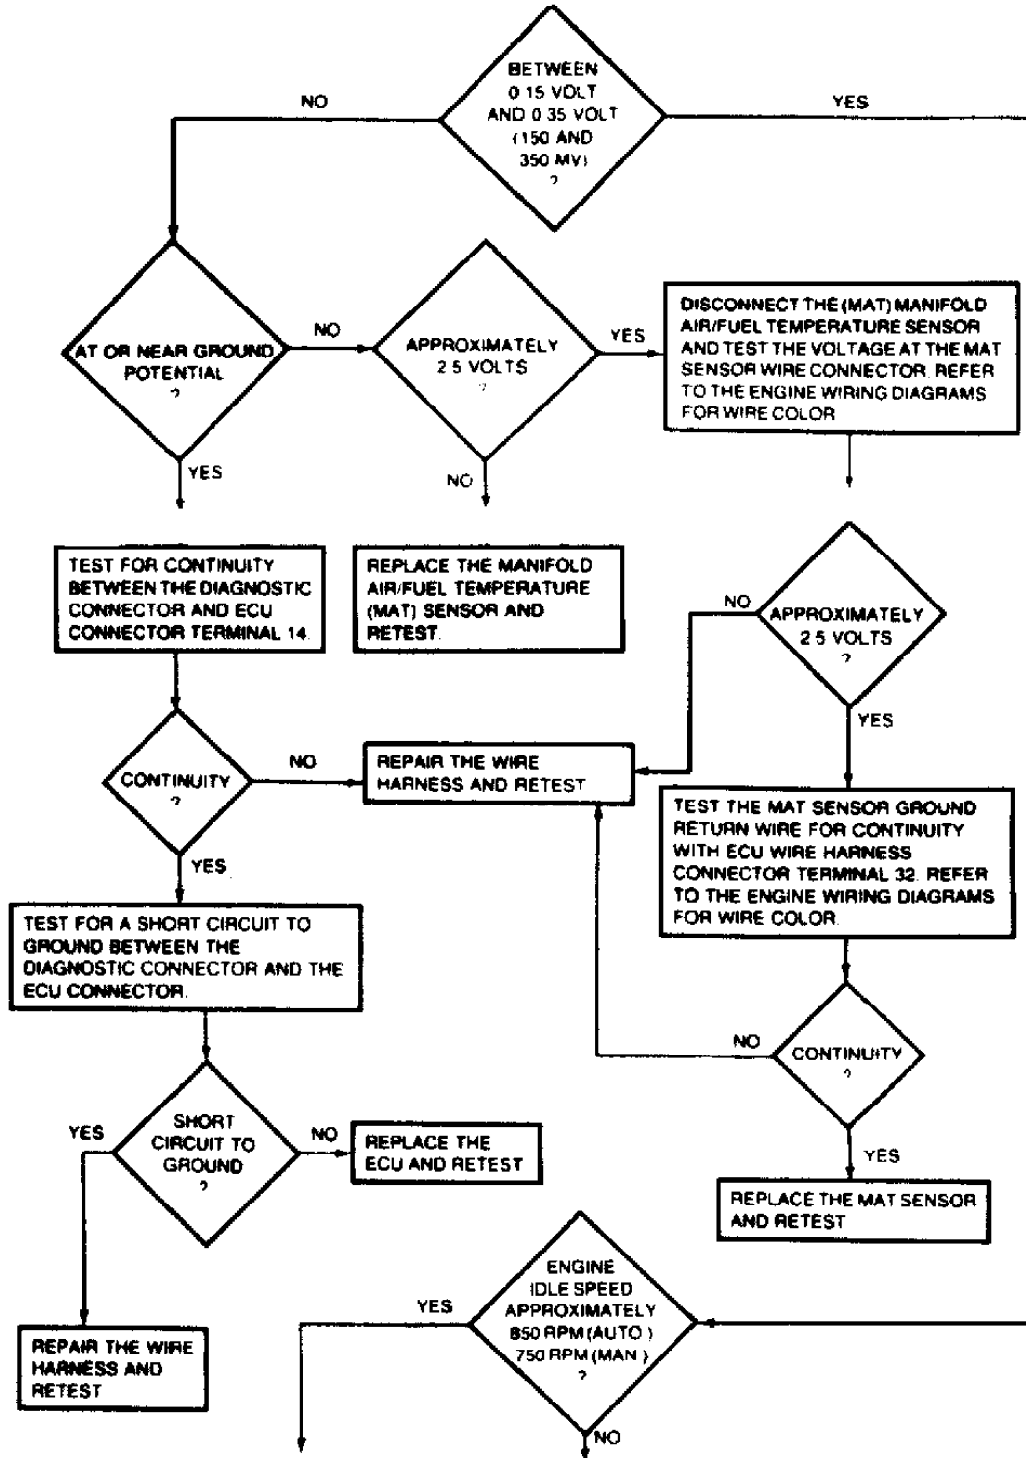 BETWEEN
0.15 VOLT
AND 0.35 VOLT
(150 AND
350 MV)
?
NO
YES
AT OR NEAR GROUND
POTENTIAL
?
NO
YES
APPROXIMATELY
2.5 VOLTS
?
YES
NO
DISCONNECT THE (MAT) MANIFOLD
AIR/FUEL TEMPERATURE SENSOR
AND TEST THE VOLTAGE AT THE MAT
SENSOR WIRE CONNECTOR. REFER
TO THE ENGINE WIRING DIAGRAMS
FOR WIRE COLOR
TEST FOR CONTINUITY
BETWEEN THE DIAGNOSTIC
CONNECTOR AND ECU
CONNECTOR TERMINAL 14.
REPLACE THE MANIFOLD
AIR/FUEL TEMPERATURE
(MAT) SENSOR AND
RETEST.
NO
APPROXIMATELY
2.5 VOLTS
?
YES
CONTINUITY
?
NO
YES
REPAIR THE WIRE
HARNESS AND RETEST
TEST THE MAT SENSOR GROUND
RETURN WIRE FOR CONTINUITY
WITH ECU WIRE HARNESS
CONNECTOR TERMINAL 32. REFER
TO THE ENGINE WIRING DIAGRAMS
FOR WIRE COLOR
TEST FOR A SHORT CIRCUIT TO
GROUND BETWEEN THE
DIAGNOSTIC CONNECTOR AND THE
ECU CONNECTOR.
NO
CONTINUITY
?
YES
YES
SHORT
CIRCUIT TO
GROUND
?
NO
REPLACE THE
ECU AND RETEST
REPLACE THE MAT SENSOR
AND RETEST
REPAIR THE WIRE
HARNESS AND
RETEST
YES
ENGINE
IDLE SPEED
APPROXIMATELY
850 RPM (AUTO.)
750 RPM (MAN.)
?
NO